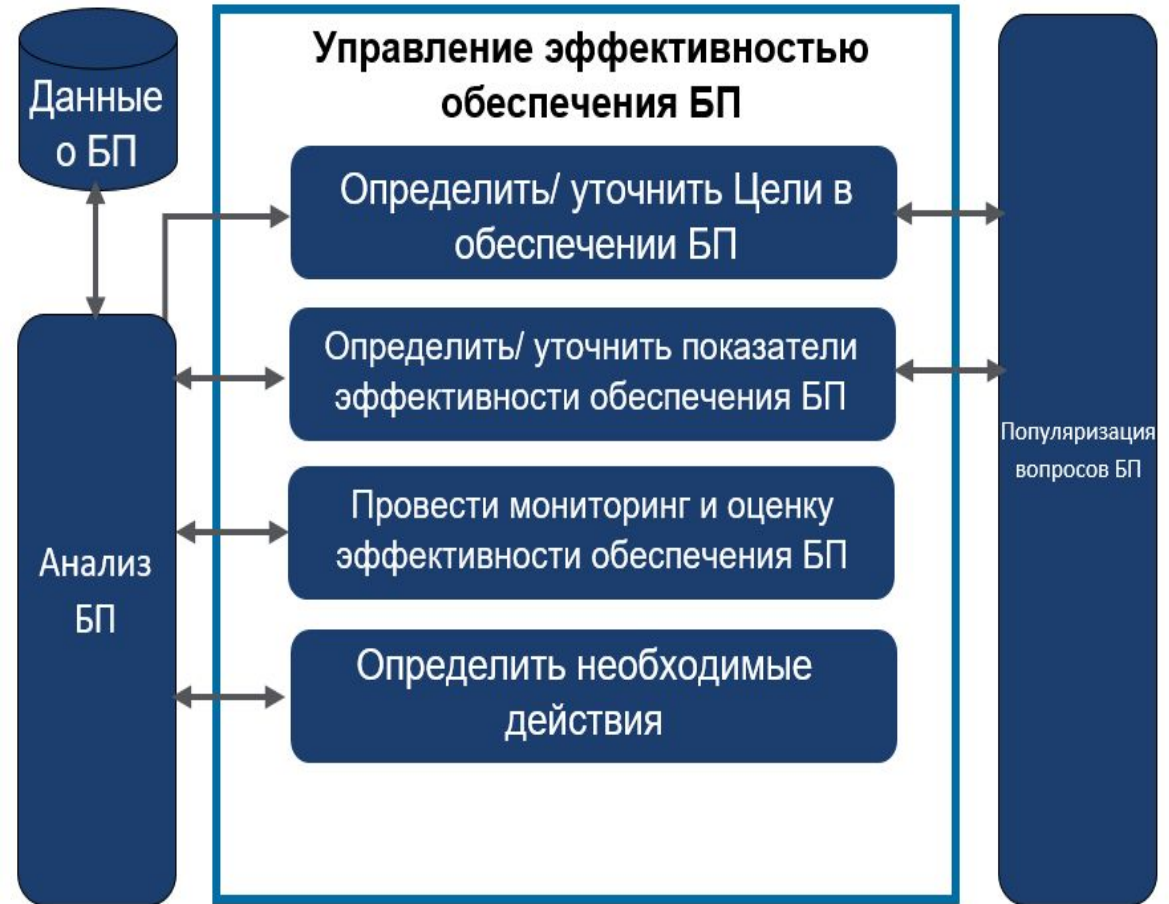 Управление эффективностью
обеспечения БП
Данные
о БП
Определить/ уточнить Цели в
обеспечении БП
Определить/ уточнить показатели
эффективности обеспечения БП
Провести мониторинг и оценку
эффективности обеспечения БП
Определить необходимые
действия
Анализ
БП
Популяризация
вопросов БП